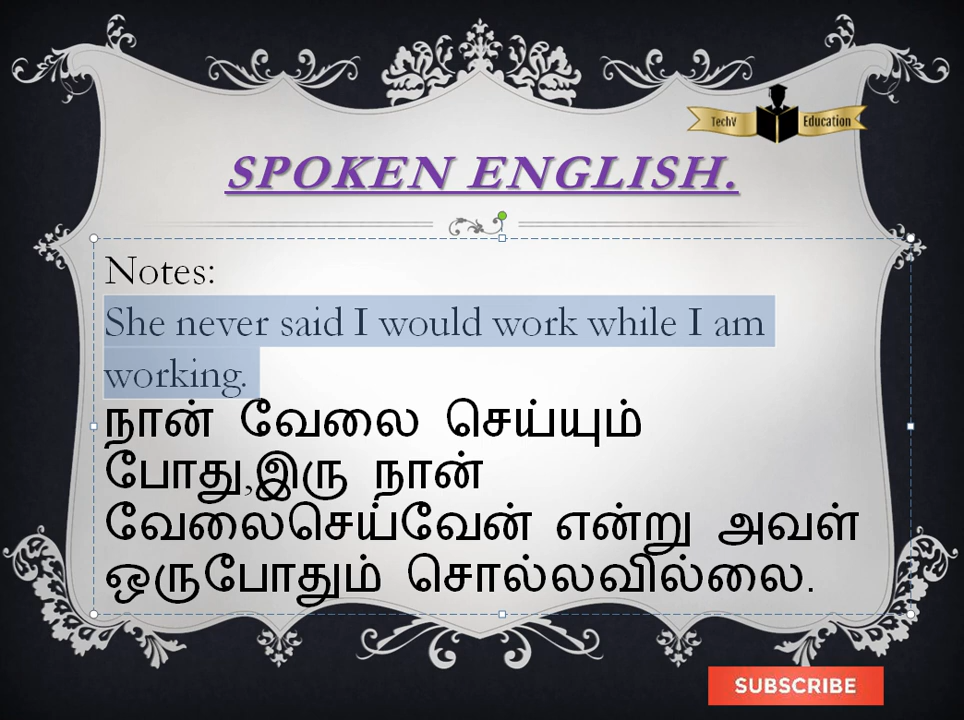 TechV Education
SPOKEN ENGLISH.
Notes:
She never said I would work while I am
working.
நான் வேலை செய்யும்
போது,இரு நான்
வேலைசெய்வேன் என்று அவள்
ஒருபோதும் சொல்லவில்லை.
SUBSCRIBE